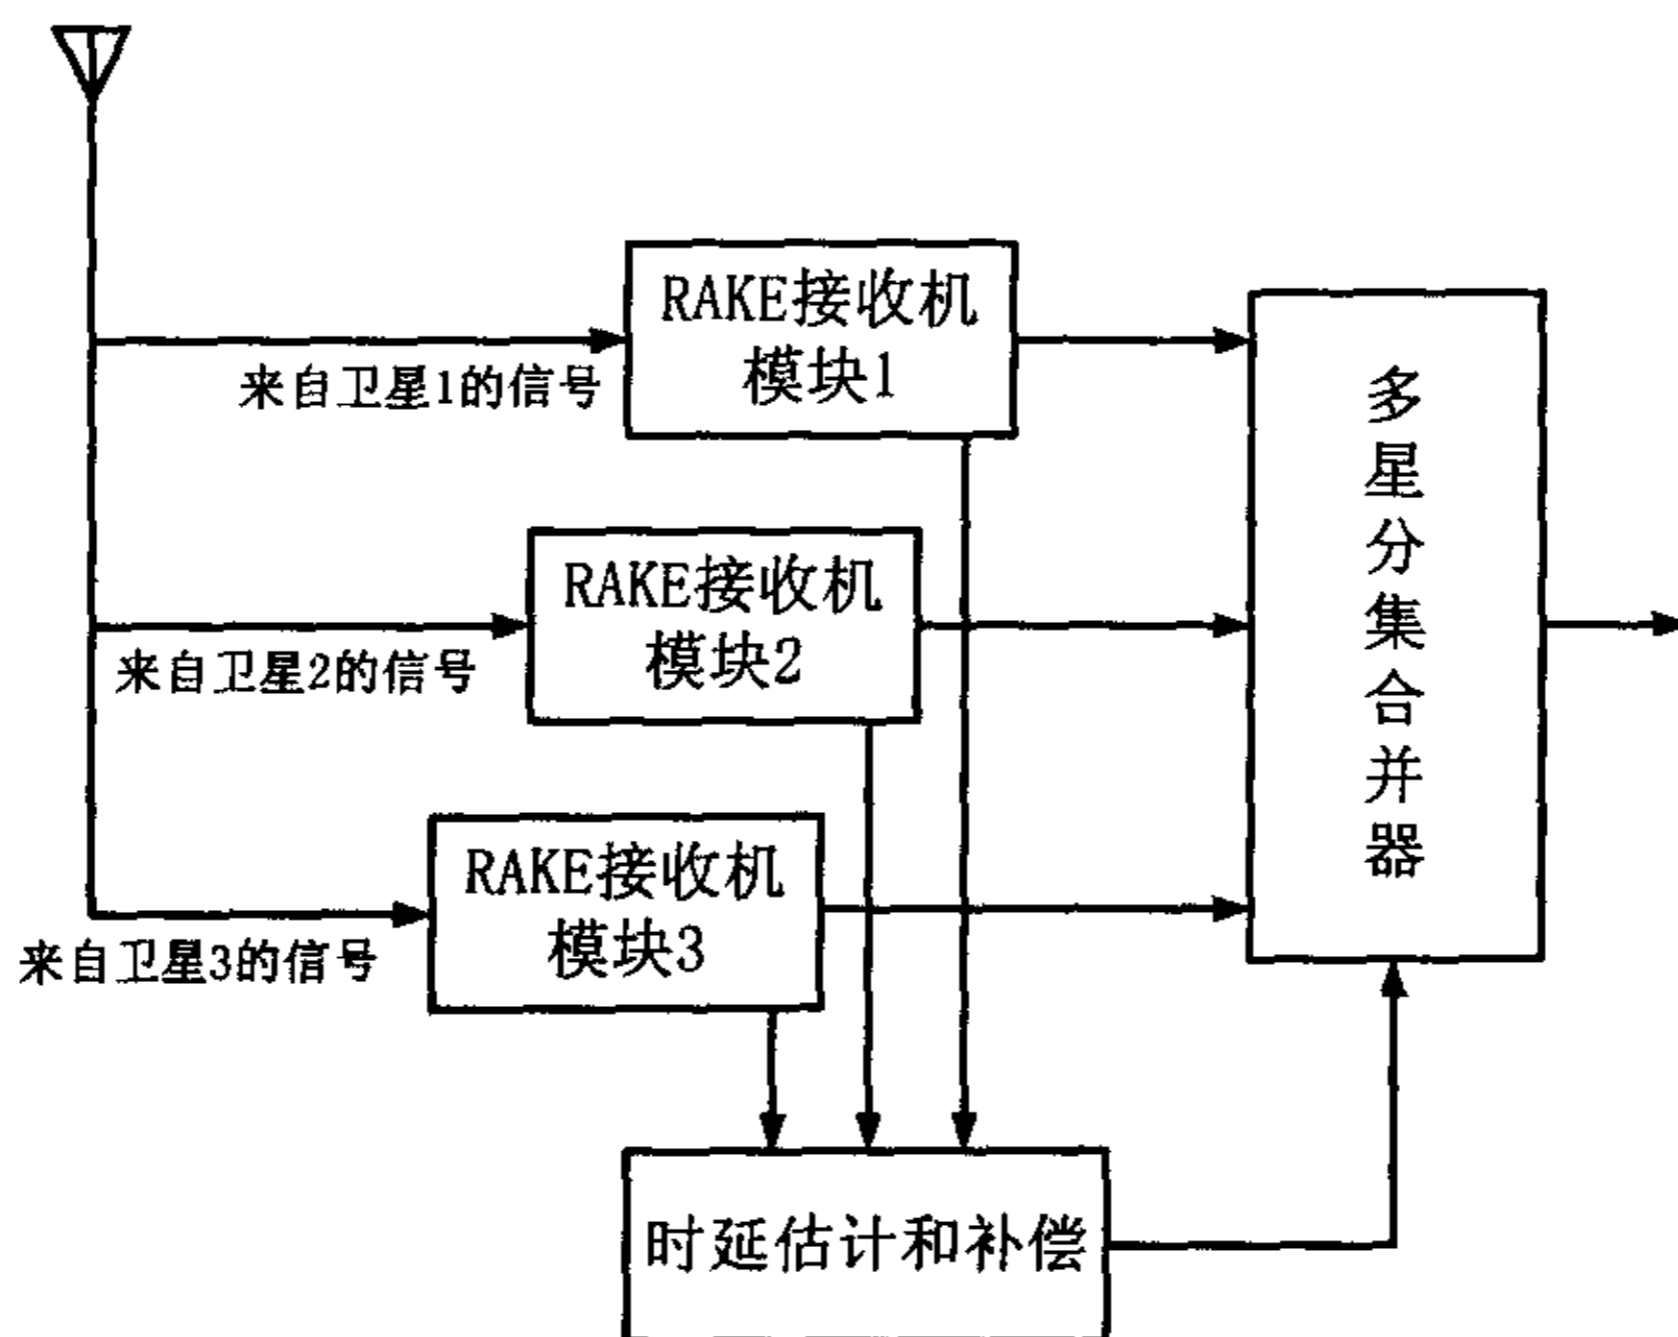 RAKE接收机
模块1
来自卫星1的信号
RAKE接收机
模块2
来自卫星2的信号
RAKE接收机
模块3
来自卫星3的信号
多星分集合并器
时延估计和补偿